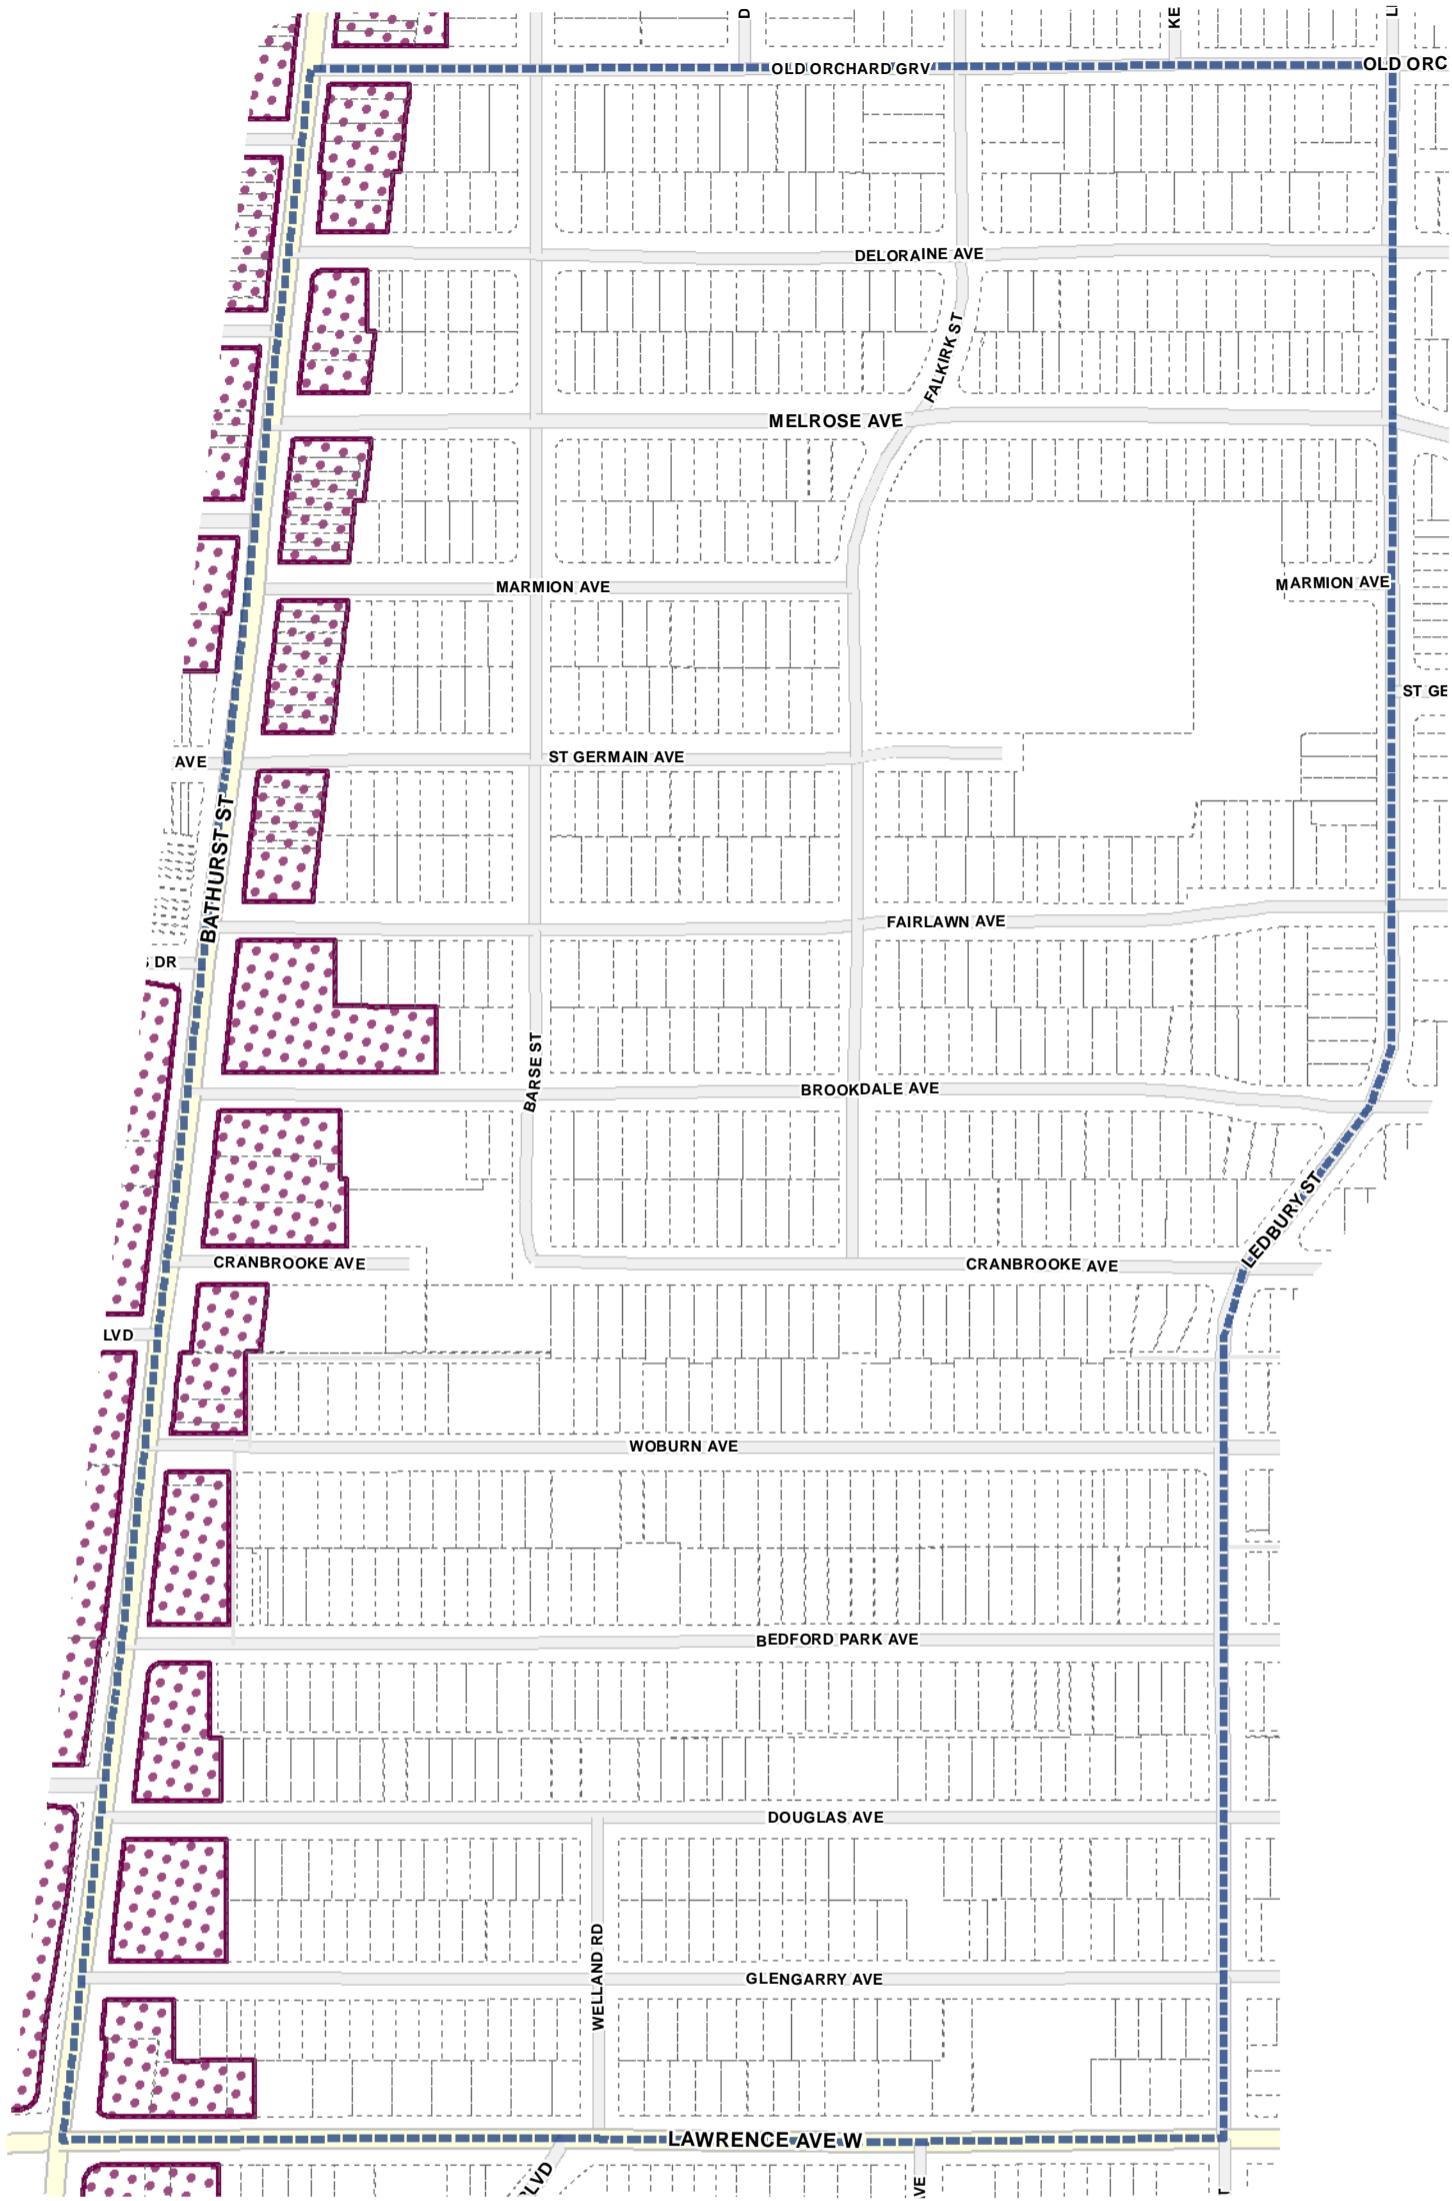 D
KE
L
OLD ORCHARD GRV
OLD ORC
DELORAINE AVE
FALKIRK ST
MELROSE AVE
MARMION AVE
MARMION AVE
ST GE
ST GERMAIN AVE
AVE
BATHURST ST
FAIRLAWN AVE
DR
BARSE ST
BROOKDALE AVE
LEDBURY ST
CRANBROOKE AVE
CRANBROOKE AVE
LVD
WOBURN AVE
BEDFORD PARK AVE
DOUGLAS AVE
WELLAND RD
GLENGARRY AVE
LAWRENCE AVE W
LVD
VE
T